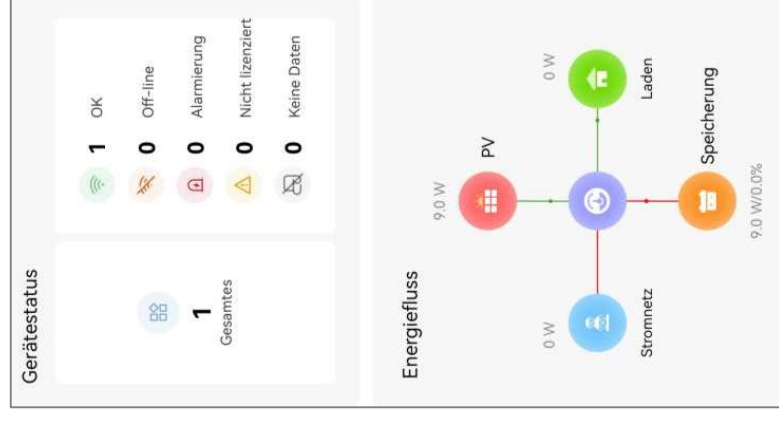 Gerätestatus
1
Gesamtes
1
OK
0
Off-line
0
Alarmierung
0
Nicht lizenziert
0
Keine Daten
Energiefluss
9.0 W
PV
0 W
Stromnetz
0 W
Laden
Speicherung
9.0 W/0.0%